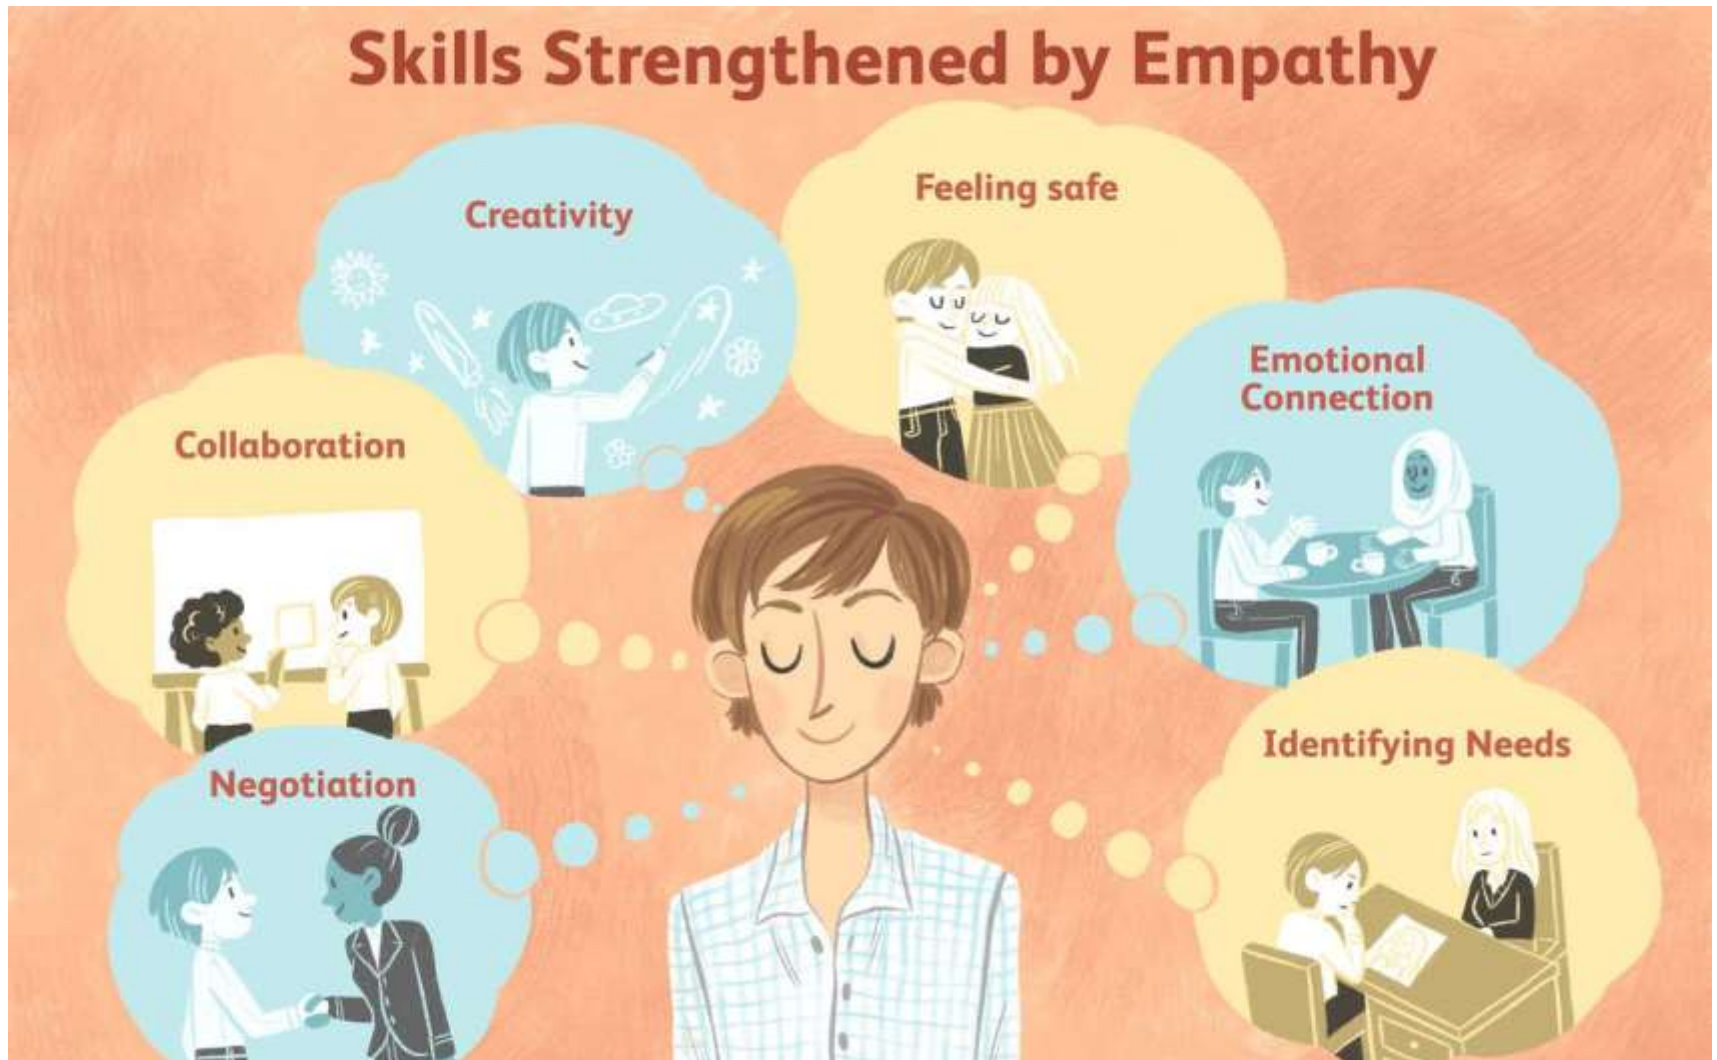 Skills Strengthened by Empathy
Creativity
Feeling safe
Emotional
Connection
Collaboration
Identifying Needs
Negotiation